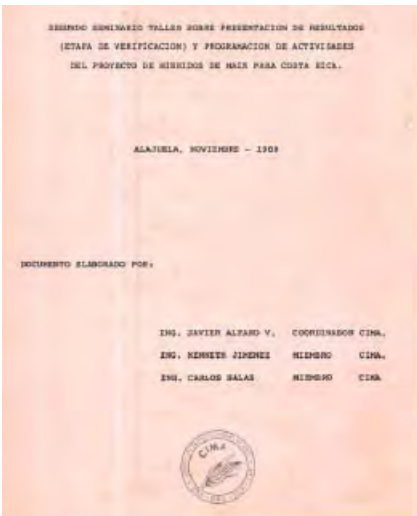 SEGUNDO SEMINARIO TALLER SOBRE PRESENTACION DE RESULTADOS
(ETAPA DE VERIFICACION) Y PROGRAMACION DE ACTIVIDADES
DEL PROYECTO DE HIBRIDOS DE MAIZ PARA COSTA RICA.
ALAJUELA, NOVIEMBRE - 1989
DOCUMENTO ELABORADO POR:
ING. JAVIER ALFARO V. COORDINADOR CIMA.
ING. KENNETH JIMENEZ MIEMBRO CIMA.
ING. CARLOS SALAS MIEMBRO CIMA
CIMA